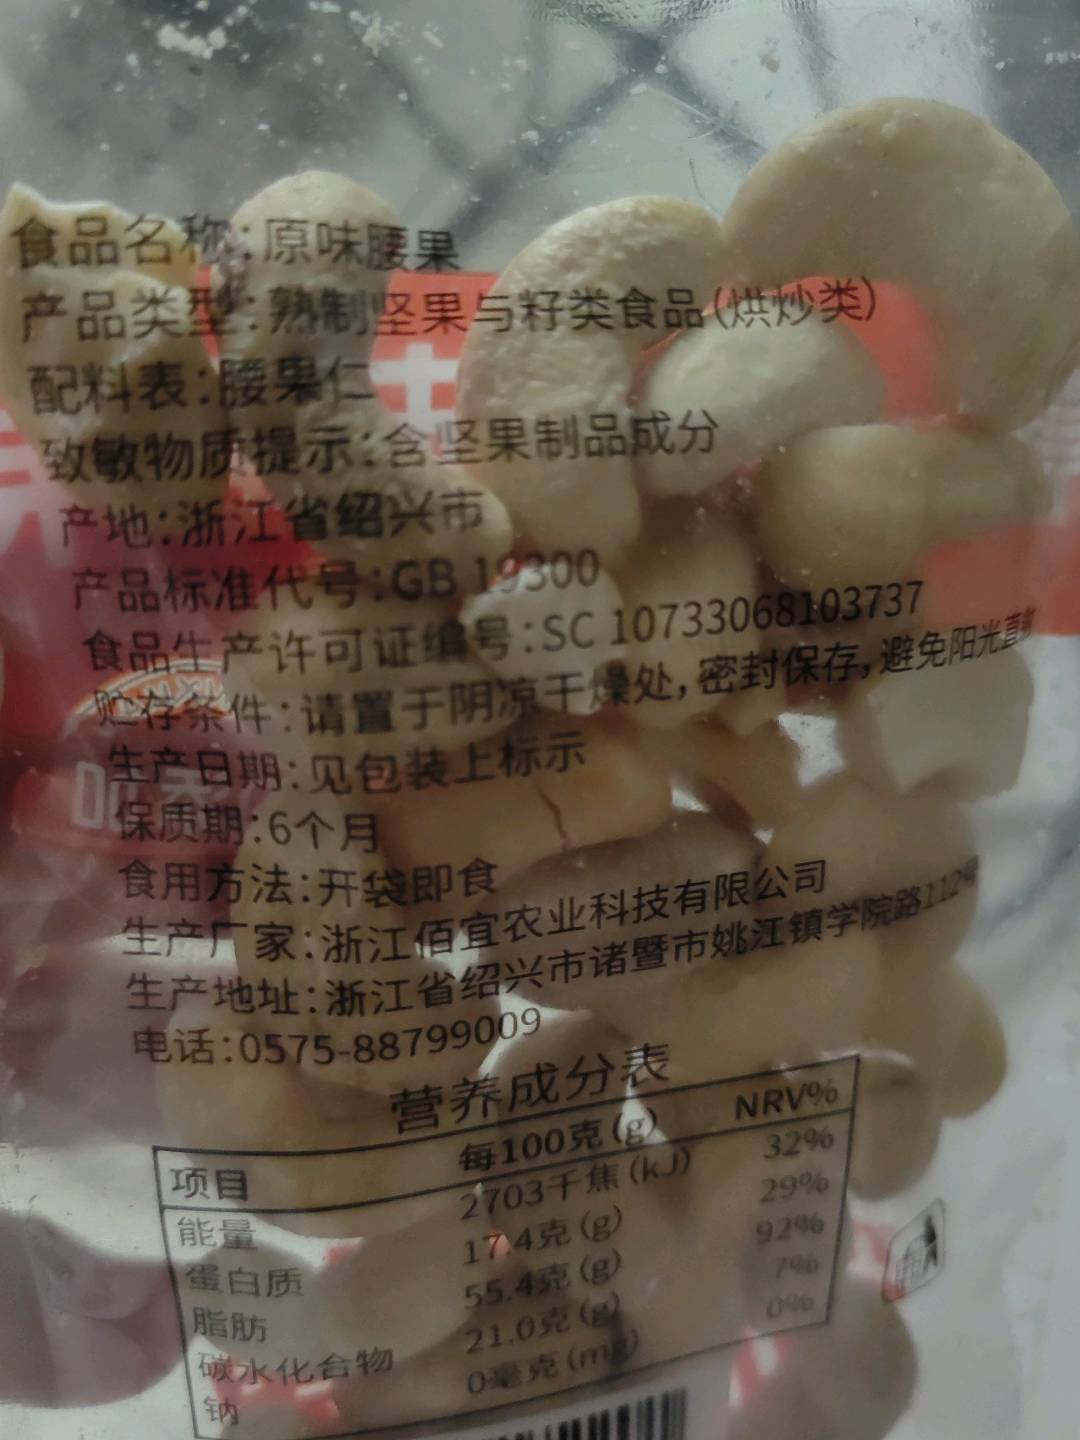 食品名称:原味腰果
产品类型:熟制坚果与籽类食品(烘炒类)
配料表:腰果仁
致敏物质提示:含坚果制品成分
产地:浙江省绍兴市
产品标准代号:GB 19300
食品生产许可证编号:SC 10733068103737
贮存条件:请置于阴凉干燥处,密封保存,避免阳光直射
生产日期:见包装上标示
保质期:6个月
食用方法:开袋即食
生产厂家:浙江佰宜农业科技有限公司
生产地址:浙江省绍兴市诸暨市姚江镇学院路112号
电话:0575-88799009
营养成分表
项目 每100克(g) NRV%
能量 2703千焦(kJ) 32%
蛋白质 17.4克(g) 29%
脂肪 55.4克(g) 92%
碳水化合物 21.0克(g) 7%
钠 0毫克(mg) 0%